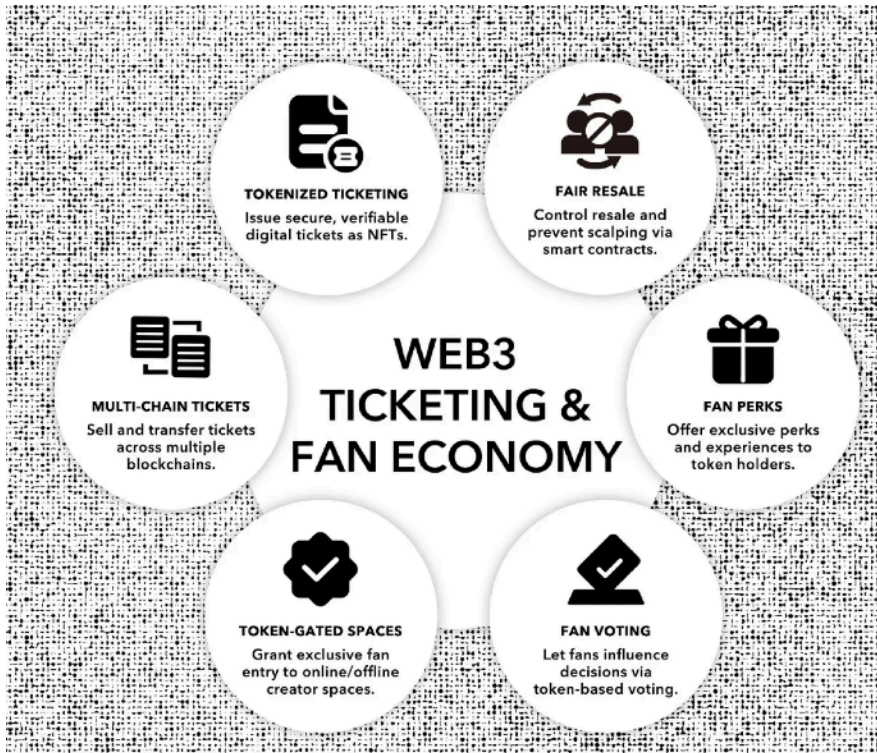 TOKENIZED TICKETING
Issue secure, verifiable
digital tickets as NFTs.
FAIR RESALE
Control resale and
prevent scalping via
smart contracts.
MULTI-CHAIN TICKETS
Sell and transfer tickets
across multiple
blockchains.
WEB3
TICKETING &
FAN ECONOMY
FAN PERKS
Offer exclusive perks
and experiences to
token holders.
TOKEN-GATED SPACES
Grant exclusive fan
entry to online/offline
creator spaces.
FAN VOTING
Let fans influence
decisions via
token-based voting.